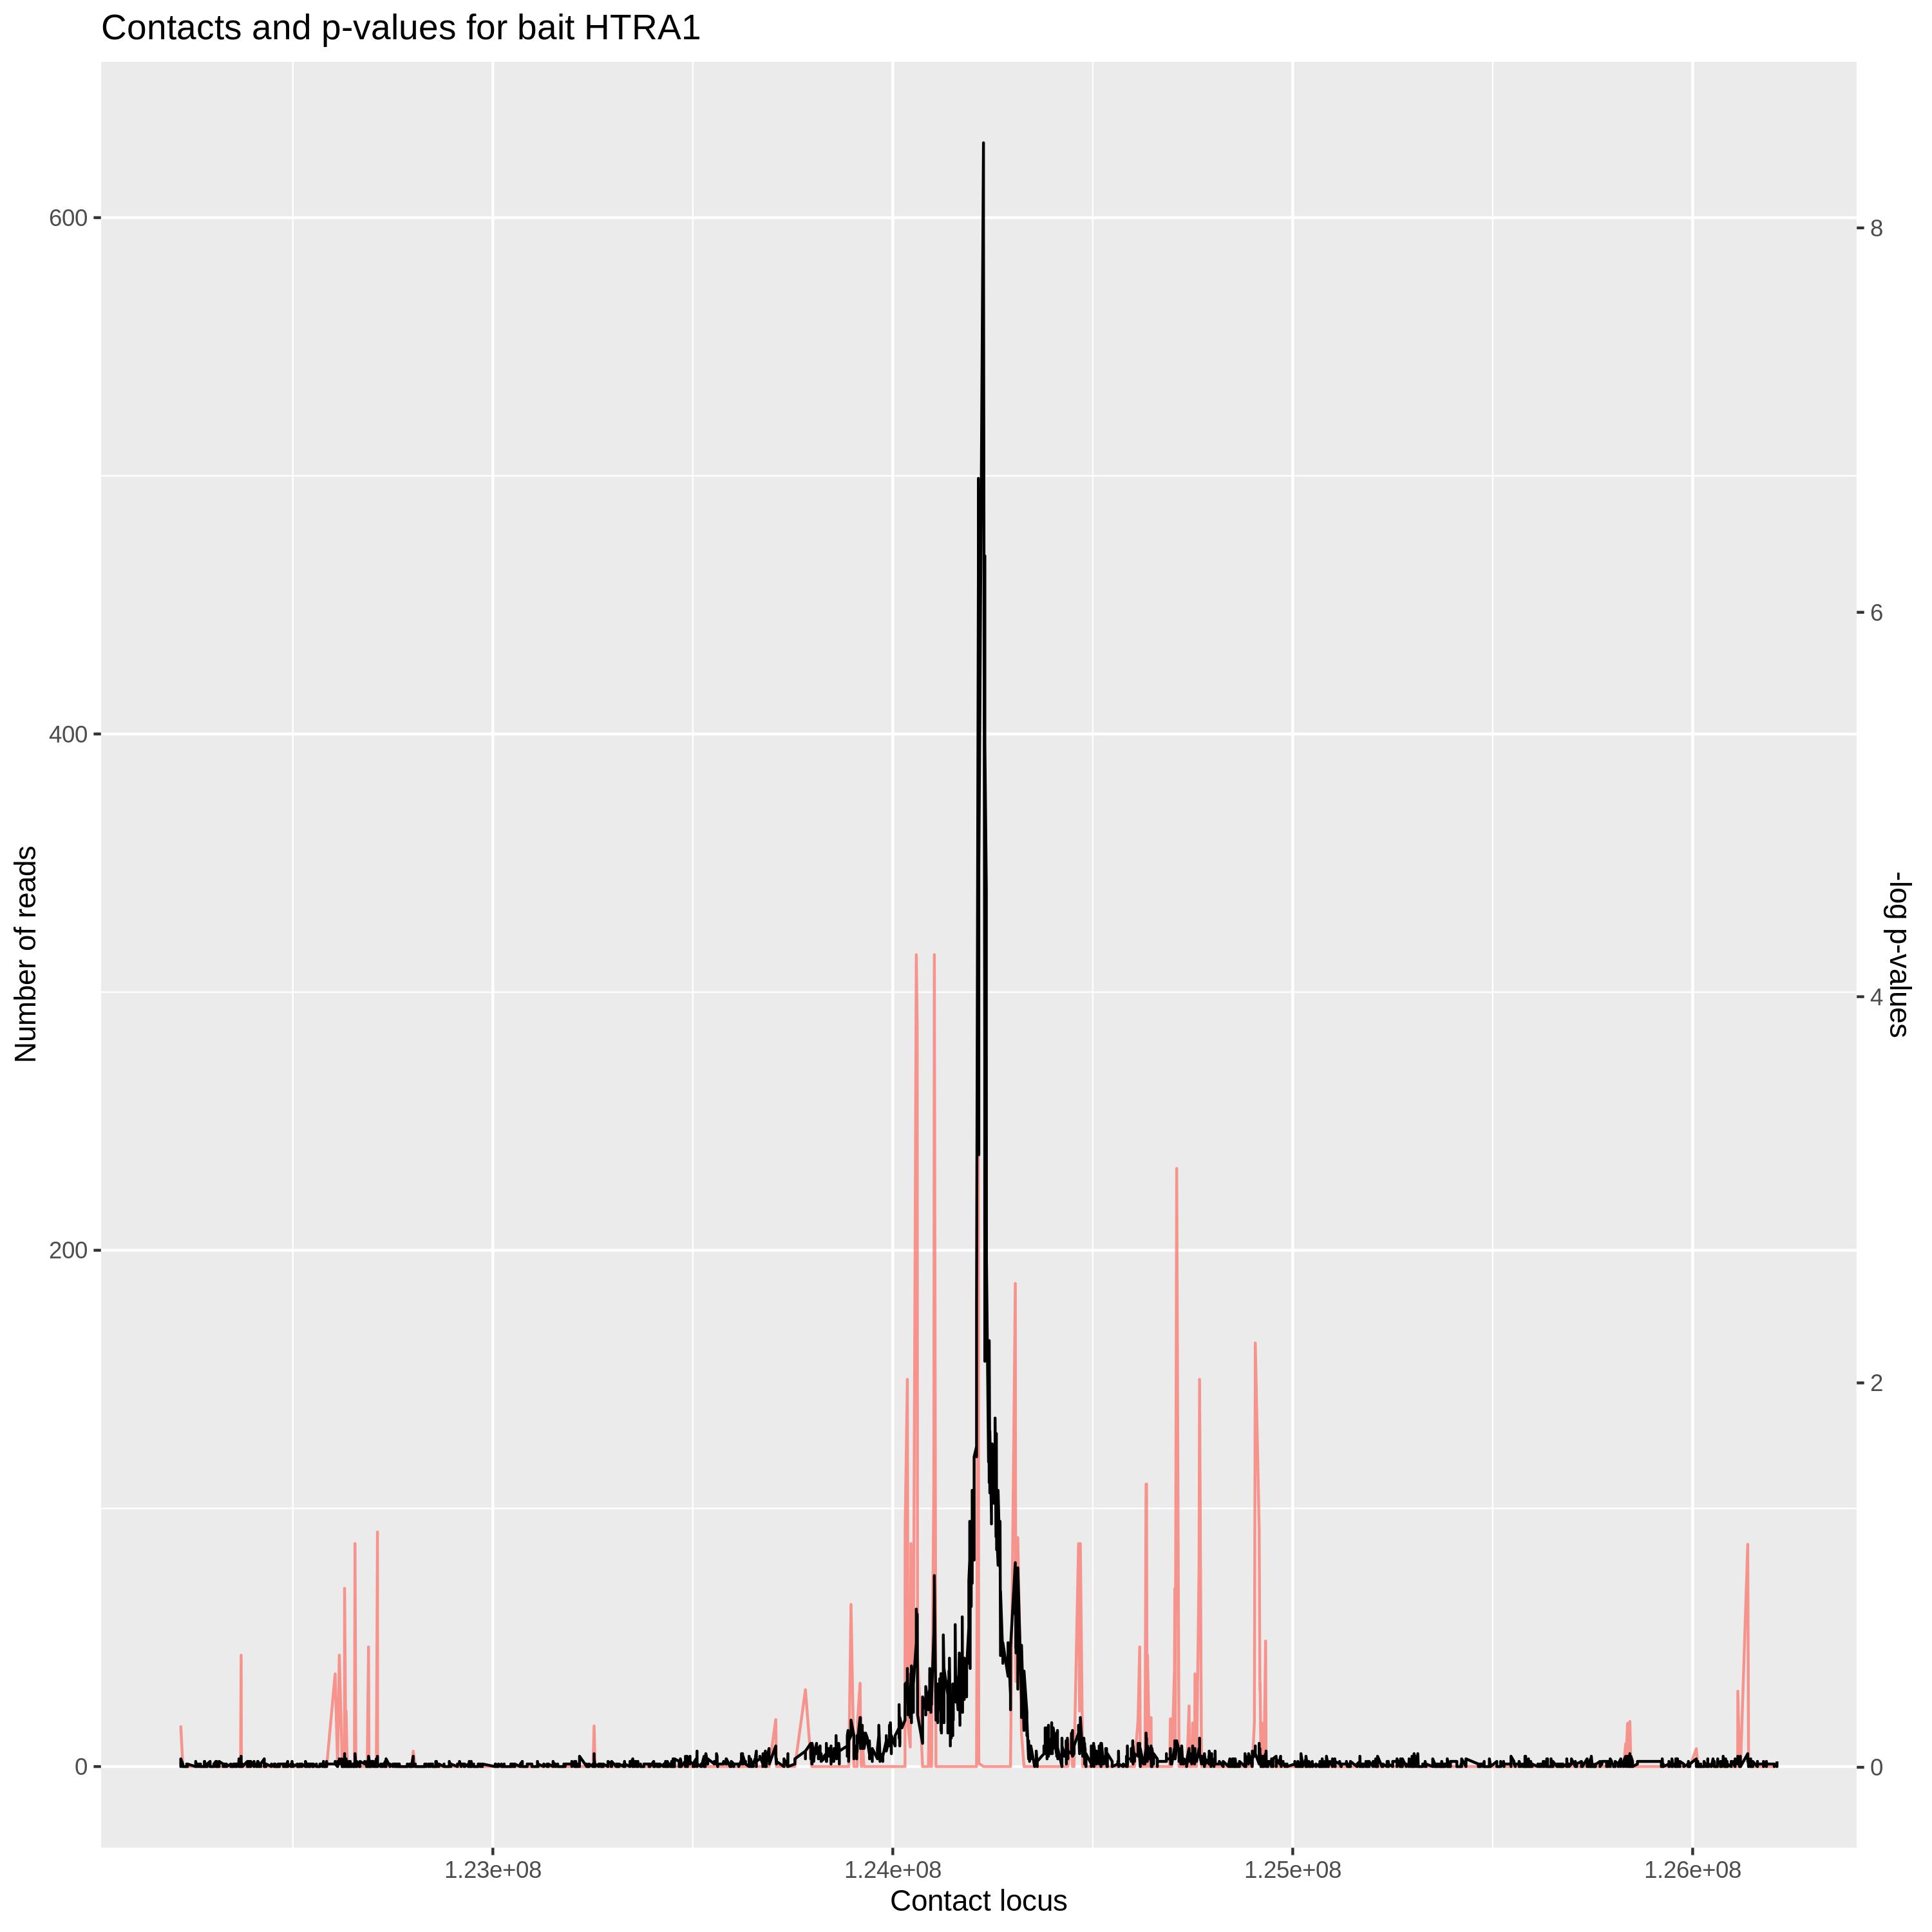 Contacts and p-values for bait HTRA1
600
400
200
0
Number of reads
8
6
4
2
0
-log p-values
1.23e+08
1.24e+08
1.25e+08
1.26e+08
Contact locus